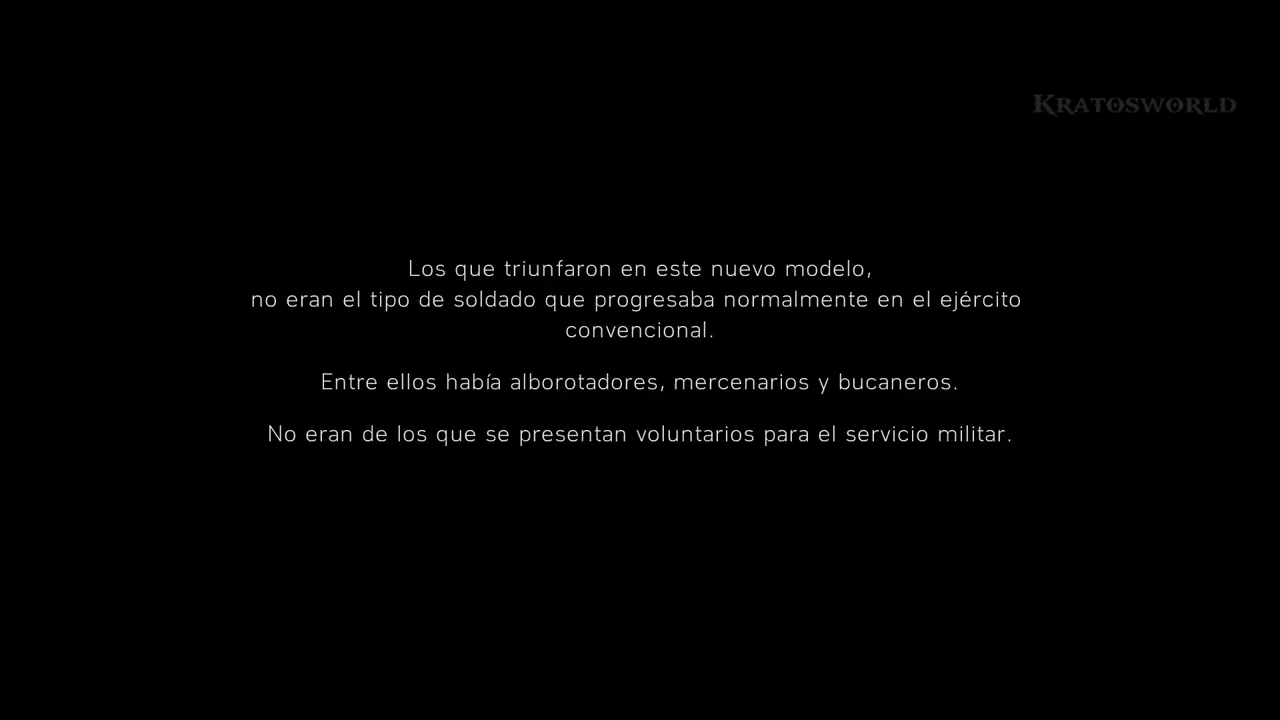 KRATOSWORLD
Los que triunfaron en este nuevo modelo,
no eran el tipo de soldado que progresaba normalmente en el ejército
convencional.
Entre ellos había alborotadores, mercenarios y bucaneros.
No eran de los que se presentan voluntarios para el servicio militar.